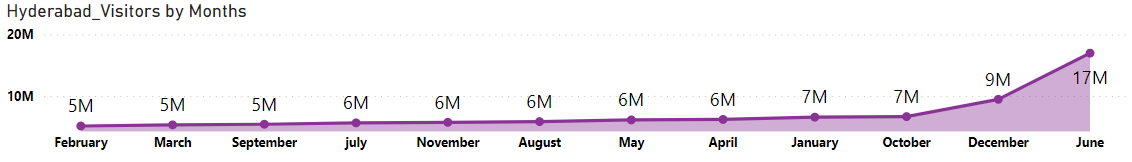 Hyderabad_Visitors by Months
20M
10M
5M 5M 5M 6M 6M 6M 6M 6M 7M 7M 9M 17M
February March September july November August May April January October December June